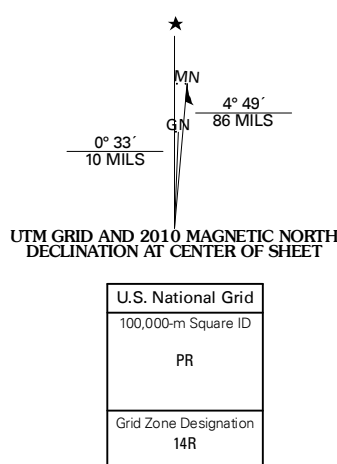 ★
MN
4° 49´
86 MILS
GN
0° 33´
10 MILS
UTM GRID AND 2010 MAGNETIC NORTH
DECLINATION AT CENTER OF SHEET
U.S. National Grid
100,000-m Square ID
PR
Grid Zone Designation
14R